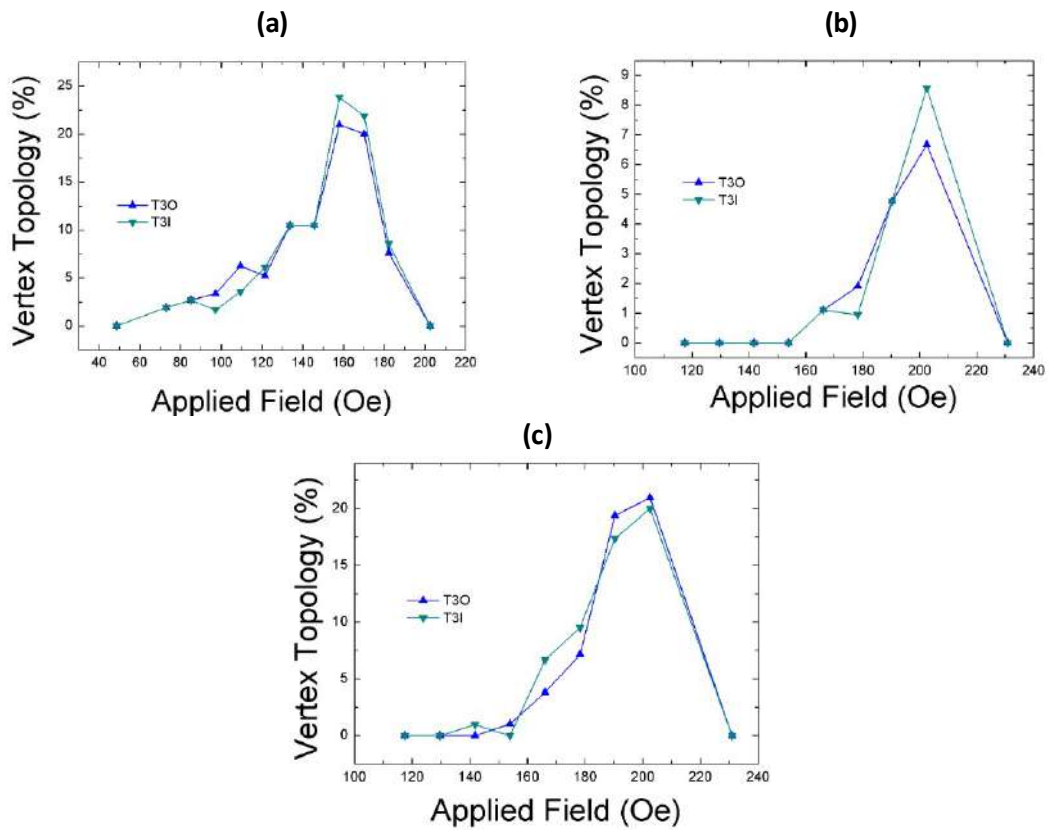 (a)
Vertex Topology (%)
25
20
15
10
5
0
T3O
T3I
40 60 80 100 120 140 160 180 200 220
Applied Field (Oe)
(b)
Vertex Topology (%)
9
8
7
6
5
4
3
2
1
0
T3O
T3I
100 120 140 160 180 200 220 240
Applied Field (Oe)
(c)
Vertex Topology (%)
20
15
10
5
0
T3O
T3I
100 120 140 160 180 200 220 240
Applied Field (Oe)